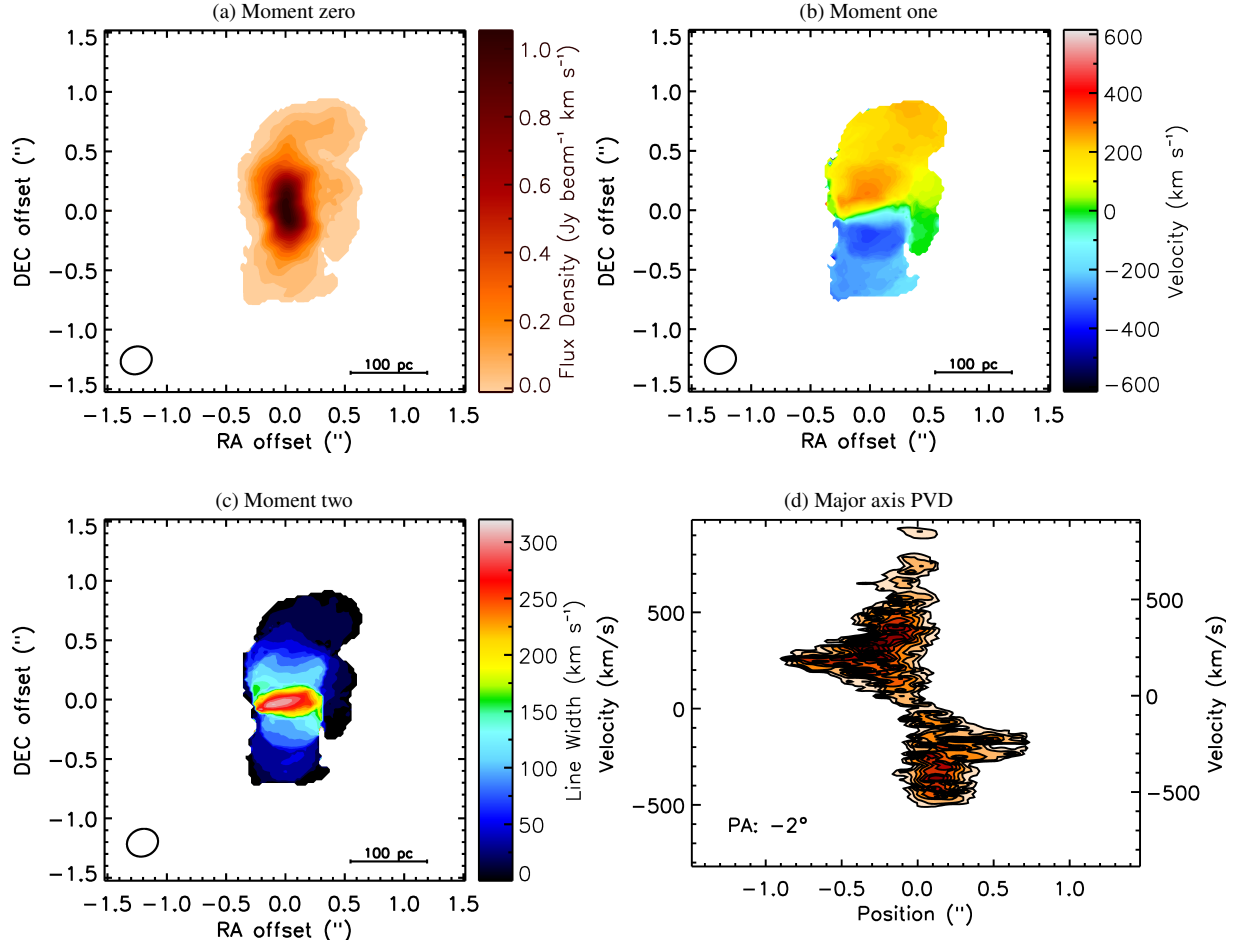 (a) Moment zero
1.5
1.0
0.5
0.0
−0.5
−1.0
−1.5
DEC offset ('')
−1.5 −1.0 −0.5 0.0 0.5 1.0 1.5
RA offset ('')
100 pc
1.0
0.8
0.6
0.4
0.2
0.0
Flux Density (Jy beam⁻¹ km s⁻¹)
(b) Moment one
1.5
1.0
0.5
0.0
−0.5
−1.0
−1.5
DEC offset ('')
−1.5 −1.0 −0.5 0.0 0.5 1.0 1.5
RA offset ('')
100 pc
600
400
200
0
−200
−400
−600
Velocity (km s⁻¹)
(c) Moment two
1.5
1.0
0.5
0.0
−0.5
−1.0
−1.5
DEC offset ('')
−1.5 −1.0 −0.5 0.0 0.5 1.0 1.5
RA offset ('')
100 pc
300
250
200
150
100
50
0
Line Width (km s⁻¹)
(d) Major axis PVD
500
0
−500
Velocity (km/s)
PA: −2°
−1.0 −0.5 0.0 0.5 1.0
Position ('')
500
0
−500
Velocity (km/s)